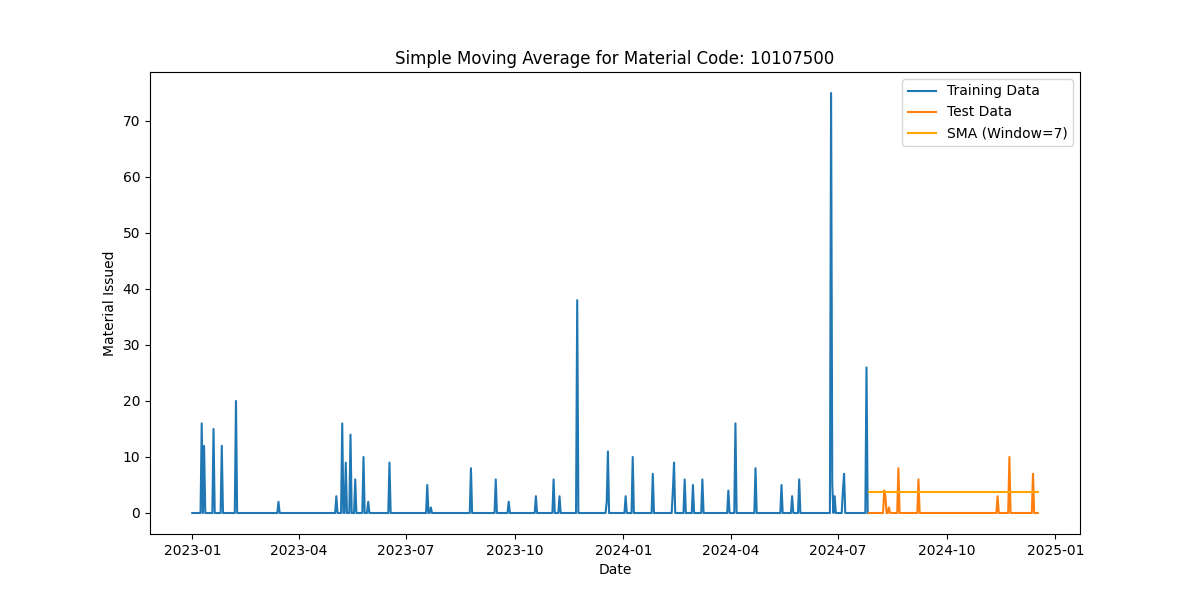 Simple Moving Average for Material Code: 10107500
Training Data
Test Data
SMA (Window=7)
Material Issued
70
60
50
40
30
20
10
0
2023-01 2023-04 2023-07 2023-10 2024-01 2024-04 2024-07 2024-10 2025-01
Date